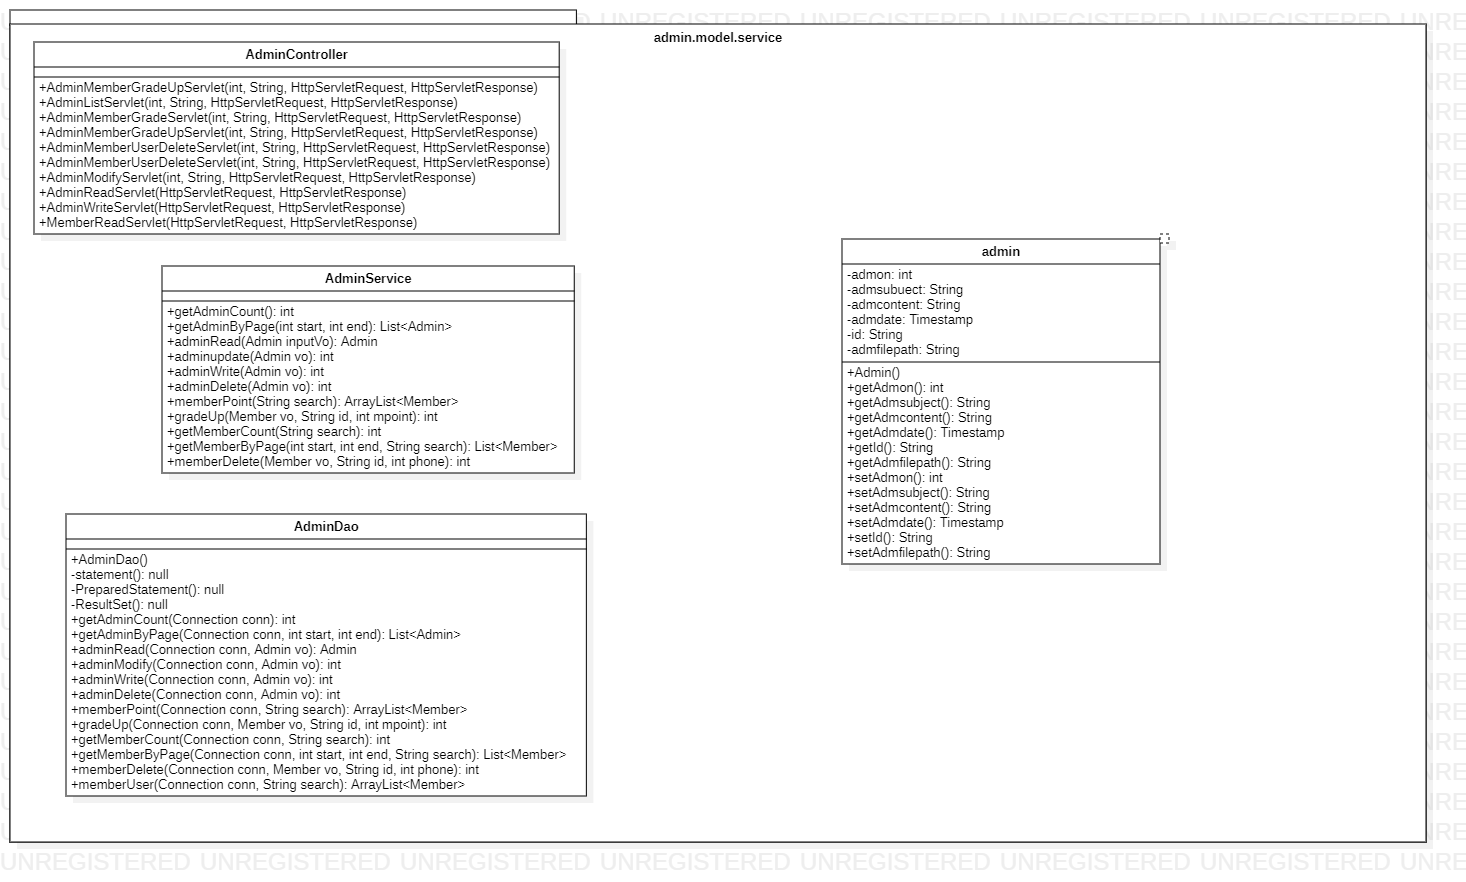 admin.model.service
AdminController
+AdminMemberGradeUpServlet(int, String, HttpServletRequest, HttpServletResponse)
+AdminListServlet(int, String, HttpServletRequest, HttpServletResponse)
+AdminMemberGradeServlet(int, String, HttpServletRequest, HttpServletResponse)
+AdminMemberGradeUpServlet(int, String, HttpServletRequest, HttpServletResponse)
+AdminMemberUserDeleteServlet(int, String, HttpServletRequest, HttpServletResponse)
+AdminMemberUserDeleteServlet(int, String, HttpServletRequest, HttpServletResponse)
+AdminModifyServlet(int, String, HttpServletRequest, HttpServletResponse)
+AdminReadServlet(HttpServletRequest, HttpServletResponse)
+AdminWriteServlet(HttpServletRequest, HttpServletResponse)
+MemberReadServlet(HttpServletRequest, HttpServletResponse)
AdminService
+getAdminCount(): int
+getAdminByPage(int start, int end): List<Admin>
+adminRead(Admin inputVo): Admin
+adminupdate(Admin vo): int
+adminWrite(Admin vo): int
+adminDelete(Admin vo): int
+memberPoint(String search): ArrayList<Member>
+gradeUp(Member vo, String id, int mpoint): int
+getMemberCount(String search): int
+getMemberByPage(int start, int end, String search): List<Member>
+memberDelete(Member vo, String id, int phone): int
AdminDao
+AdminDao()
-statement(): null
-PreparedStatement(): null
-ResultSet(): null
+getAdminCount(Connection conn): int
+getAdminByPage(Connection conn, int start, int end): List<Admin>
+adminRead(Connection conn, Admin vo): Admin
+adminModify(Connection conn, Admin vo): int
+adminWrite(Connection conn, Admin vo): int
+adminDelete(Connection conn, Admin vo): int
+memberPoint(Connection conn, String search): ArrayList<Member>
+gradeUp(Connection conn, Member vo, String id, int mpoint): int
+getMemberCount(Connection conn, String search): int
+getMemberByPage(Connection conn, int start, int end, String search): List<Member>
+memberDelete(Connection conn, Member vo, String id, int phone): int
+memberUser(Connection conn, String search): ArrayList<Member>
admin
-admon: int
-admsubuect: String
-admcontent: String
-admdate: Timestamp
-id: String
-admfilepath: String
+Admin()
+getAdmon(): int
+getAdmsubject(): String
+getAdmcontent(): String
+getAdmdate(): Timestamp
+getId(): String
+getAdmfilepath(): String
+setAdmon(): int
+setAdmsubject(): String
+setAdmcontent(): String
+setAdmdate(): Timestamp
+setId(): String
+setAdmfilepath(): String
UNREGISTERED UNREGISTERED UNREGISTERED UNREGISTERED UNREGISTERED UNREGISTERED UNREGISTERED UNRE